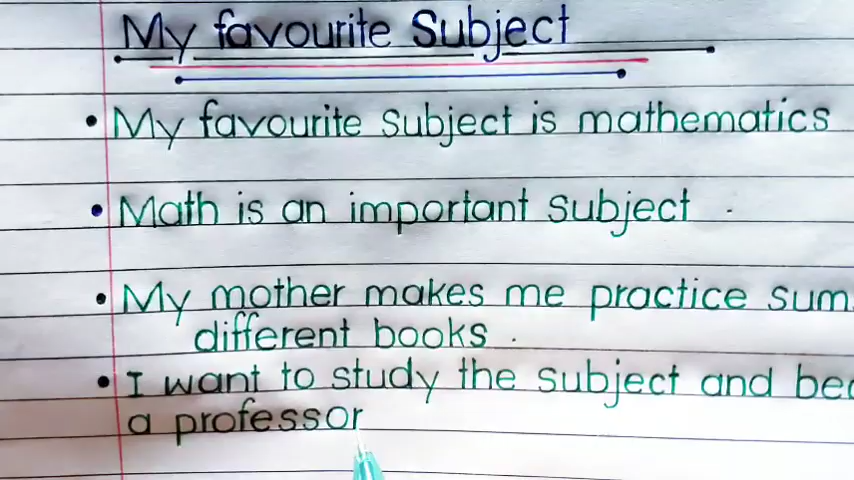 My favourite Subject
• My favourite Subject is mathematics
• Math is an important Subject .
• My mother makes me practice sum
different books .
• I want to study the subject and bec
a professor